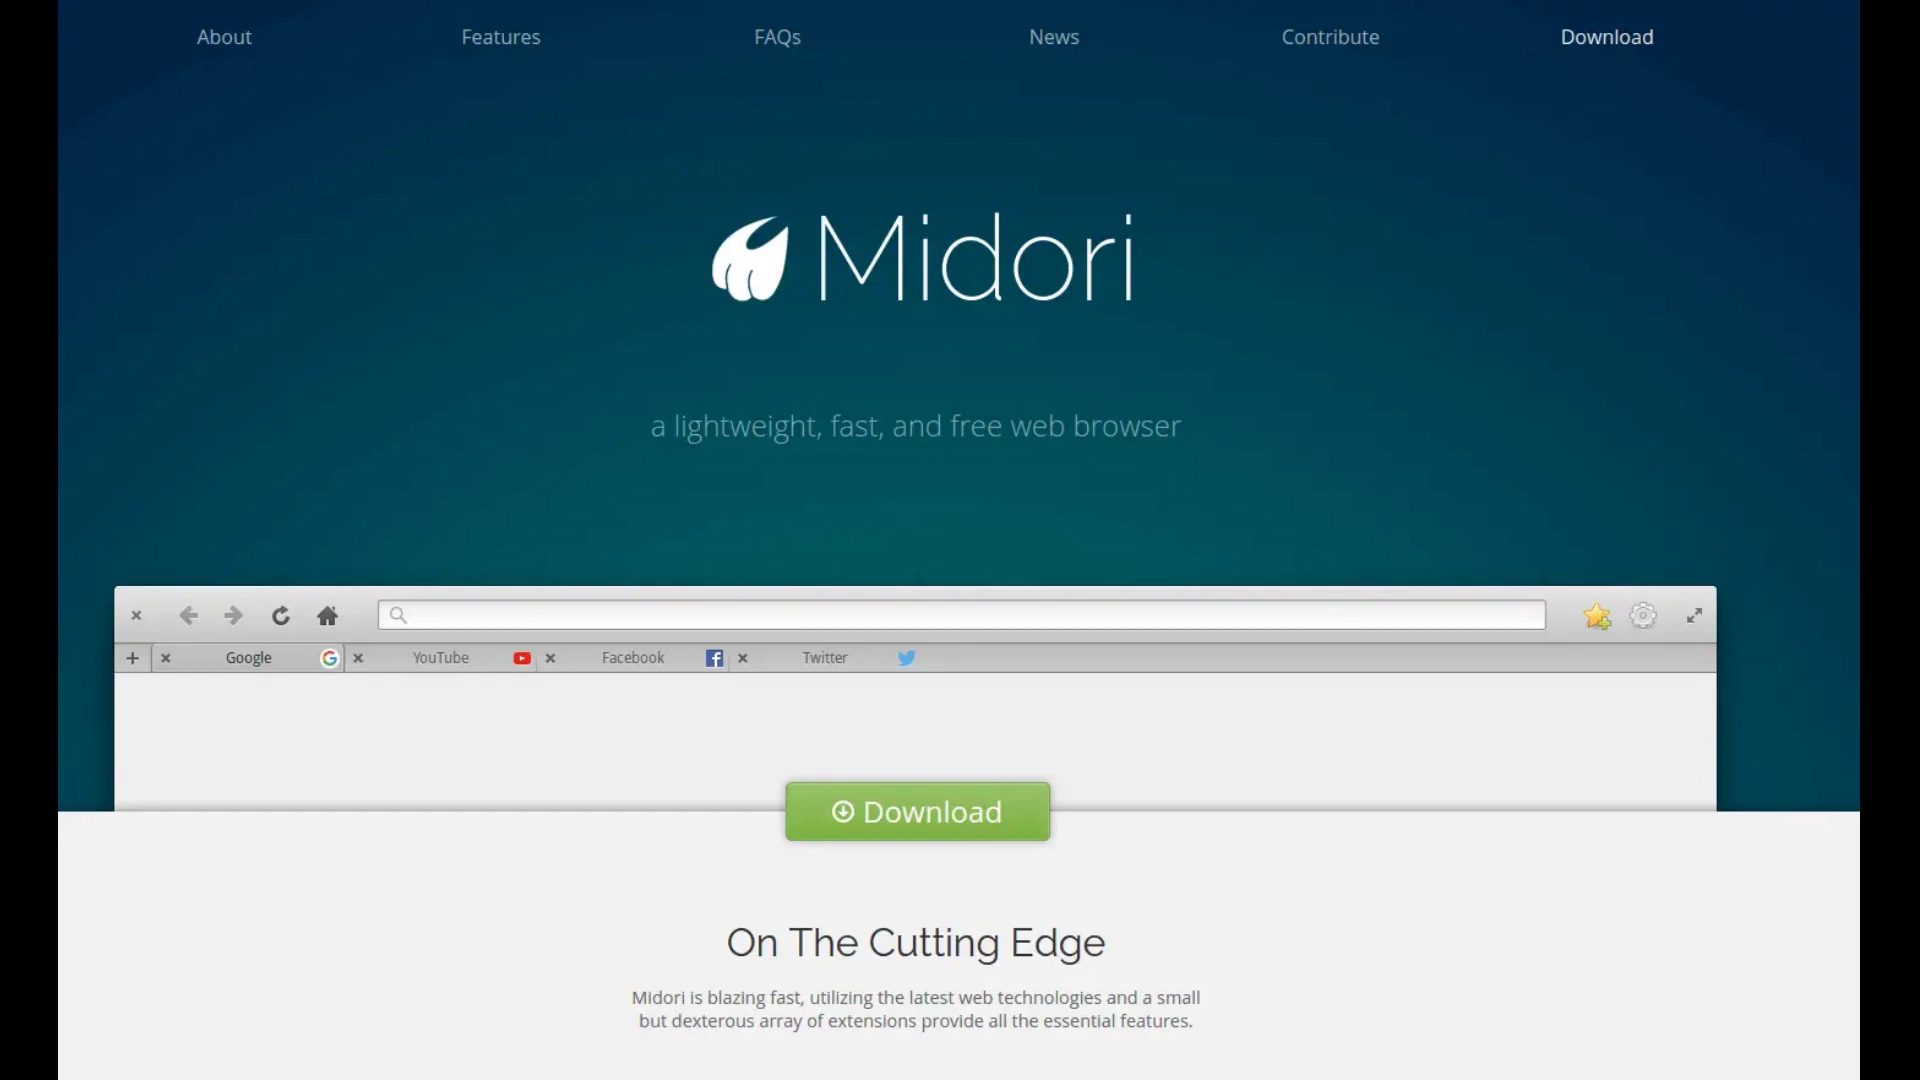 About Features FAQs News Contribute Download
Midori
a lightweight, fast, and free web browser
Google YouTube Facebook Twitter
Download
On The Cutting Edge
Midori is blazing fast, utilizing the latest web technologies and a small
but dexterous array of extensions provide all the essential features.